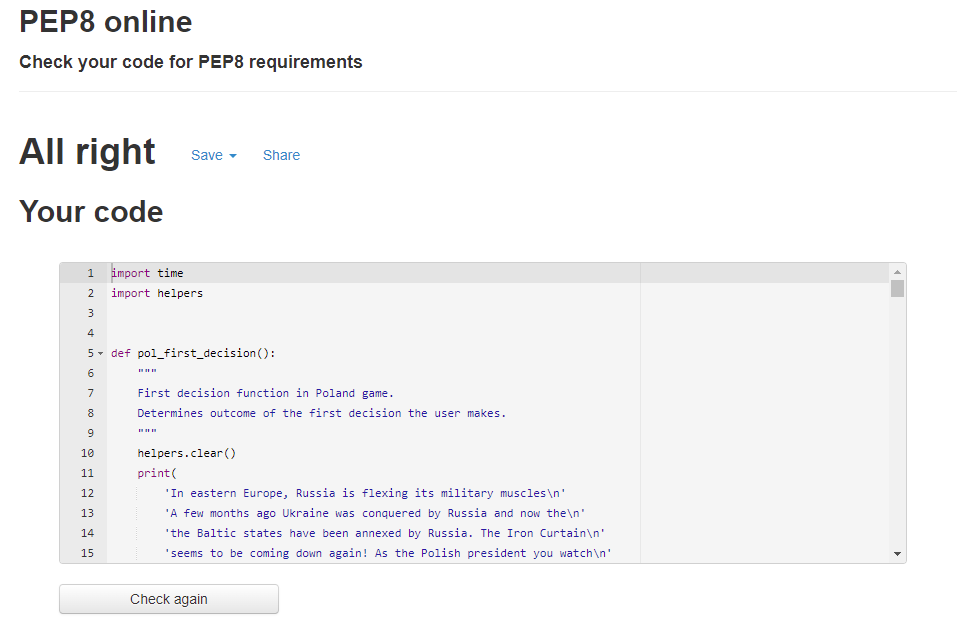 PEP8 online
Check your code for PEP8 requirements
All right Save Share
Your code
1 import time
2 import helpers
3
4
5 def pol_first_decision():
6 """
7 First decision function in Poland game.
8 Determines outcome of the first decision the user makes.
9 """
10 helpers.clear()
11 print(
12 'In eastern Europe, Russia is flexing its military muscles\n'
13 'A few months ago Ukraine was conquered by Russia and now the\n'
14 'the Baltic states have been annexed by Russia. The Iron Curtain\n'
15 'seems to be coming down again! As the Polish president you watch\n'
Check again